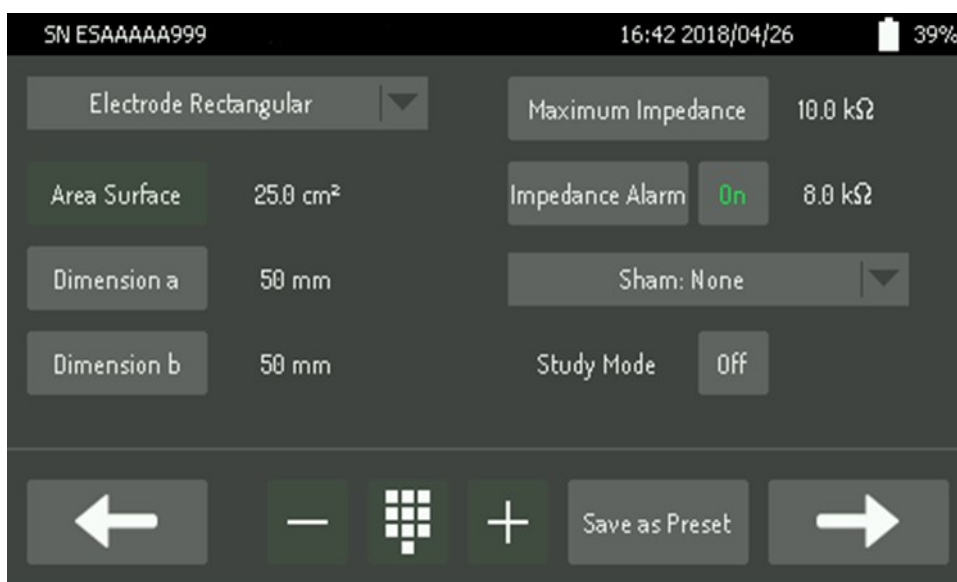 SN ESAAAAA999 16:42 2018/04/26 39%
Electrode Rectangular
Maximum Impedance 10.0 kΩ
Area Surface 25.0 cm²
Impedance Alarm On 8.0 kΩ
Dimension a 50 mm
Sham: None
Dimension b 50 mm
Study Mode Off
Save as Preset